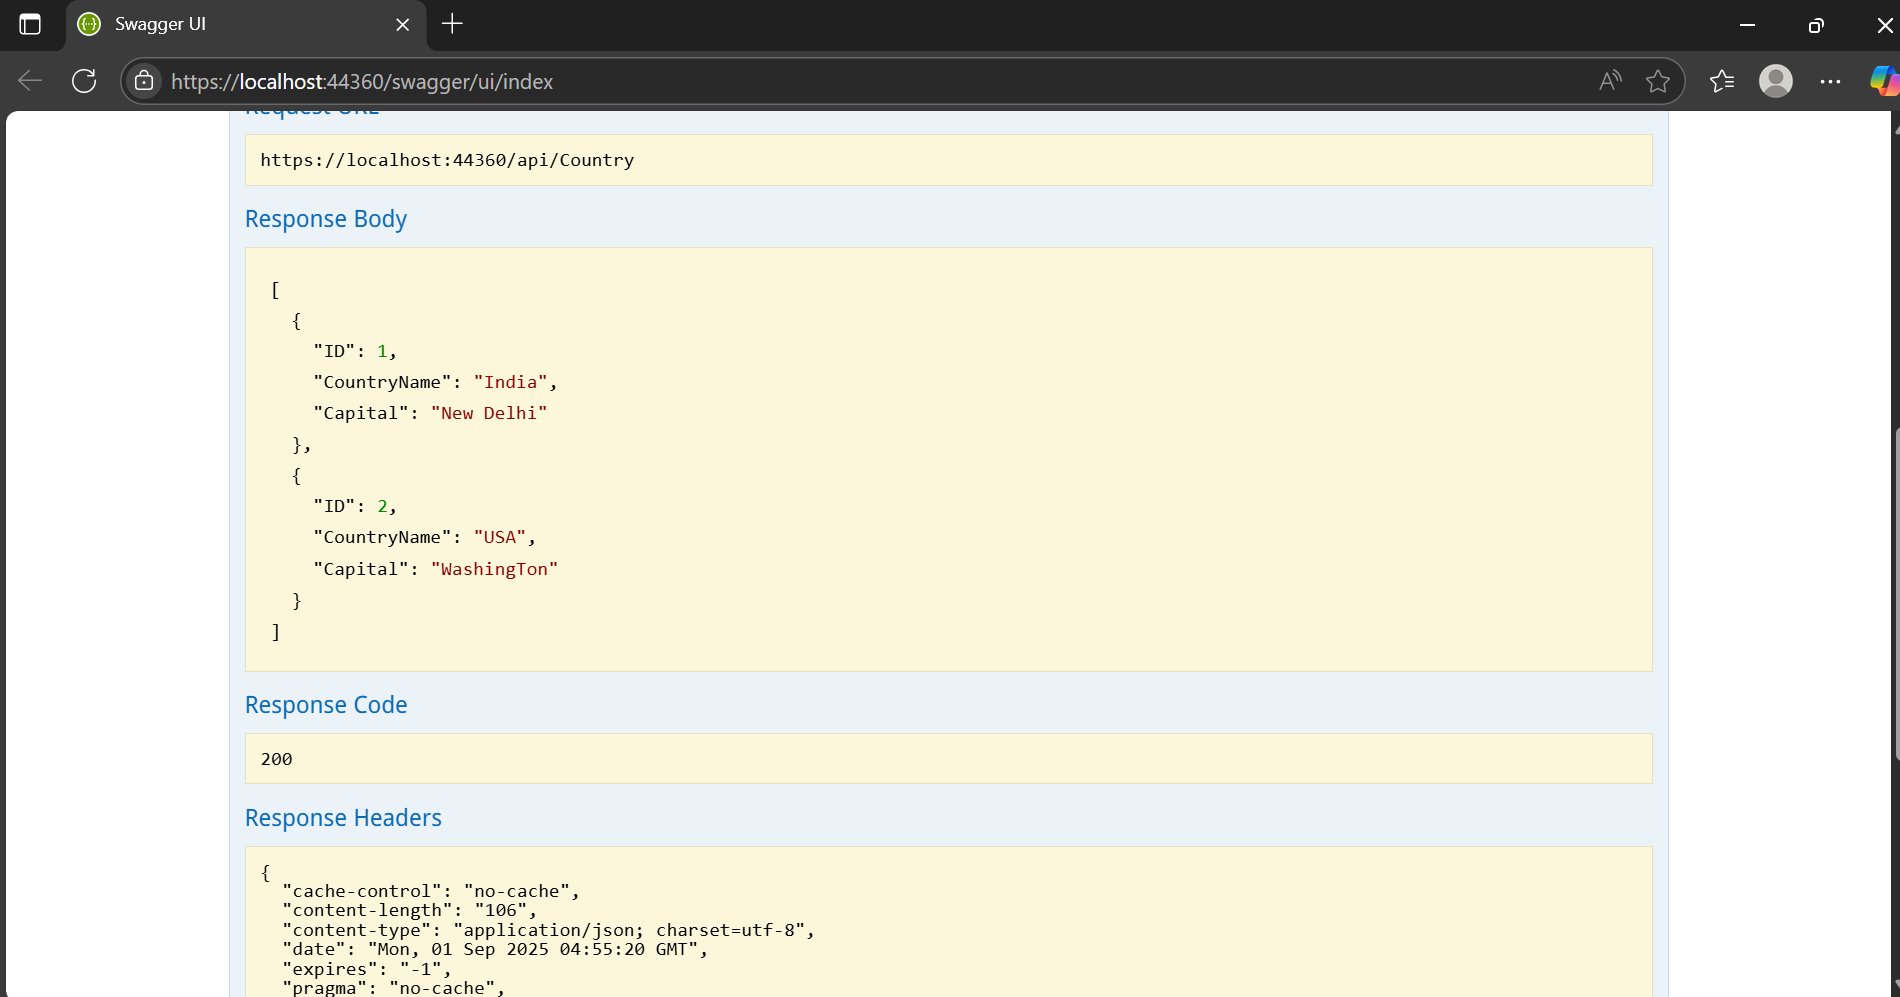 Swagger UI
https://localhost:44360/swagger/ui/index
Request URL
https://localhost:44360/api/Country
Response Body
[
  {
    "ID": 1,
    "CountryName": "India",
    "Capital": "New Delhi"
  },
  {
    "ID": 2,
    "CountryName": "USA",
    "Capital": "WashingTon"
  }
]
Response Code
200
Response Headers
{
  "cache-control": "no-cache",
  "content-length": "106",
  "content-type": "application/json; charset=utf-8",
  "date": "Mon, 01 Sep 2025 04:55:20 GMT",
  "expires": "-1",
  "pragma": "no-cache",